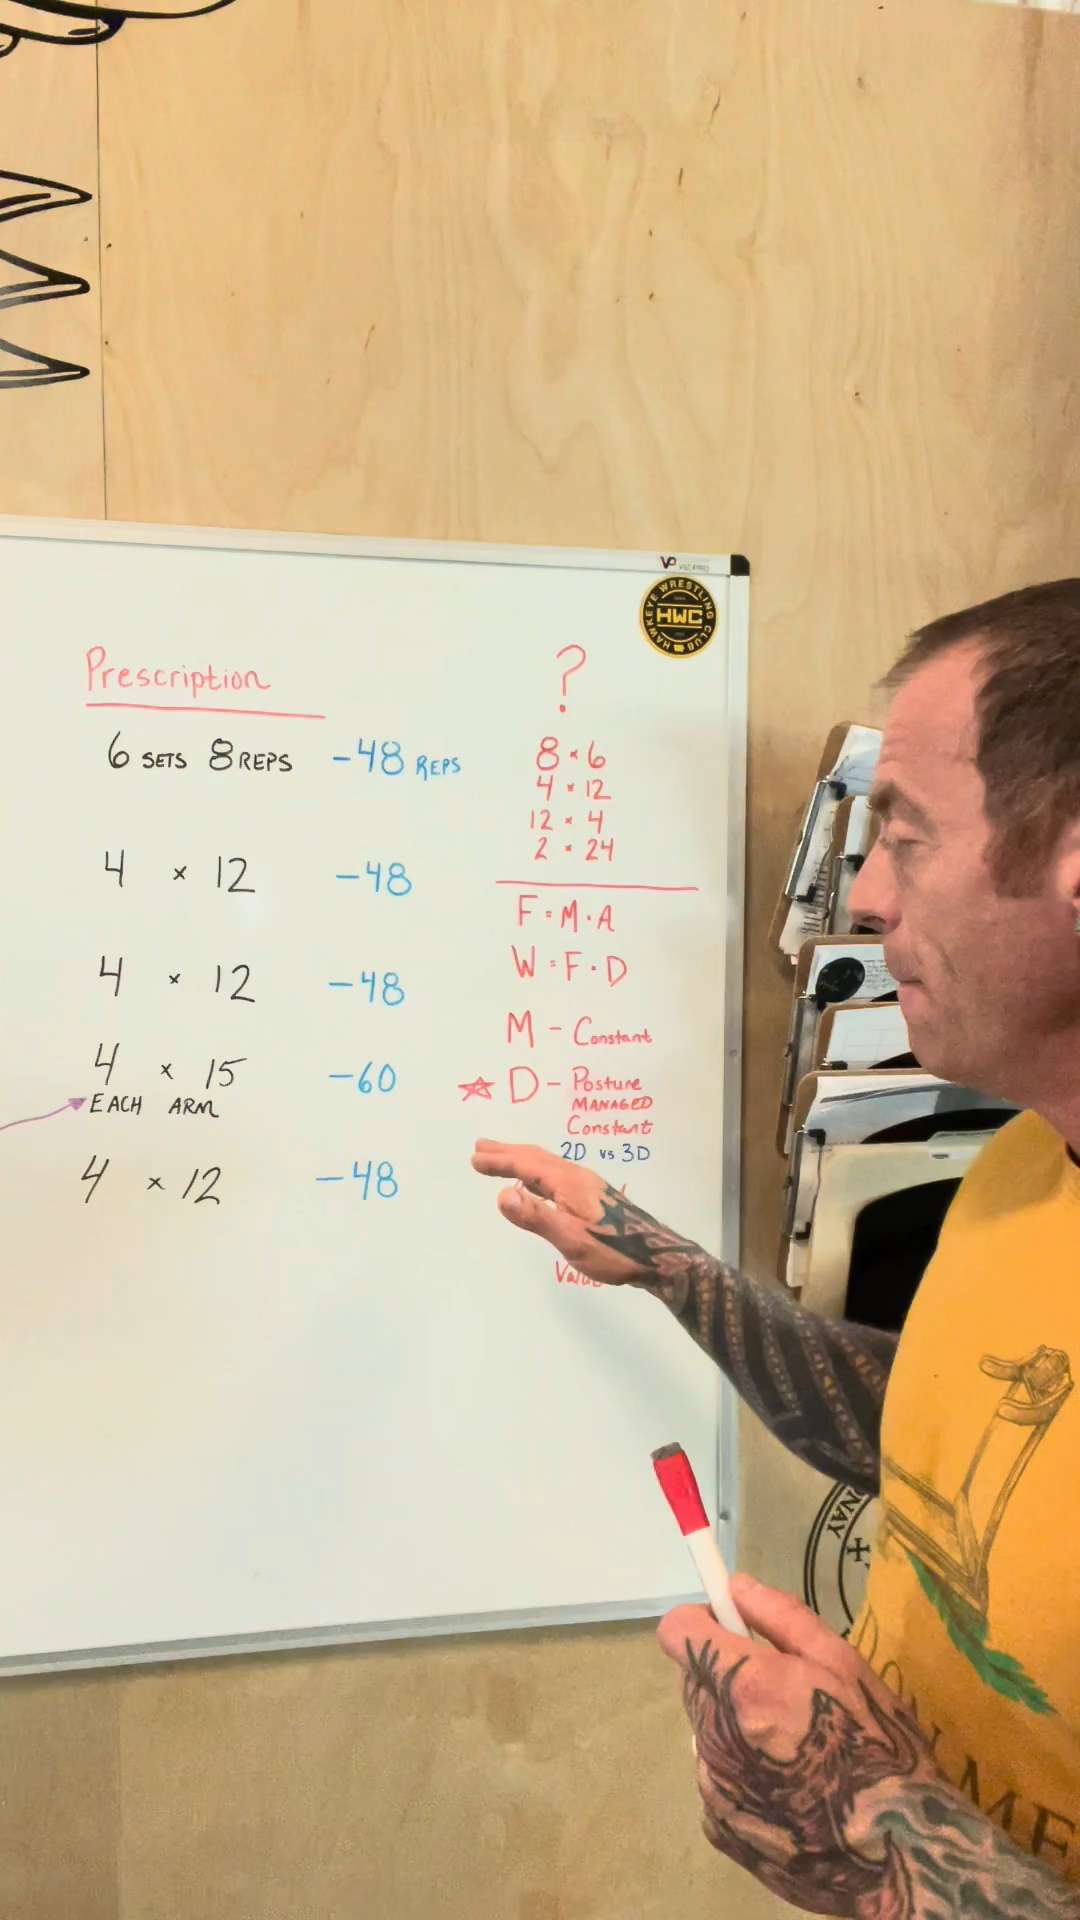 VP
HAWKEYE WRESTLING CLUB
HWC
Prescription
6 SETS 8 REPS -48 REPS
4 × 12 -48
4 × 12 -48
4 × 15 -60
EACH ARM
4 × 12 -48
?
8 × 6
4 × 12
12 × 4
2 × 24
F = M · A
W = F · D
M - Constant
D - Posture
MANAGED
Constant
2D vs 3D